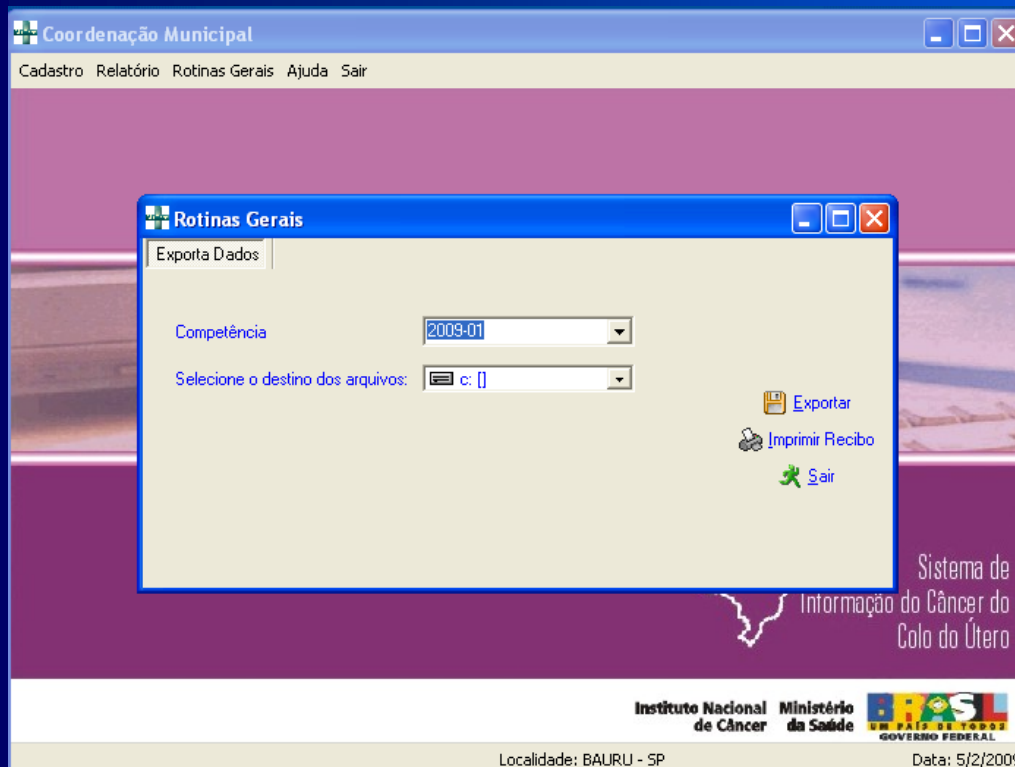 Coordenação Municipal
Cadastro Relatório Rotinas Gerais Ajuda Sair
Rotinas Gerais
Exporta Dados
Competência 2009-01
Selecione o destino dos arquivos: c: []
Exportar
Imprimir Recibo
Sair
Sistema de
Informação do Câncer do
Colo do Útero
Instituto Nacional de Câncer
Ministério da Saúde
BRASIL
UM PAÍS DE TODOS
GOVERNO FEDERAL
Localidade: BAURU - SP Data: 5/2/2009